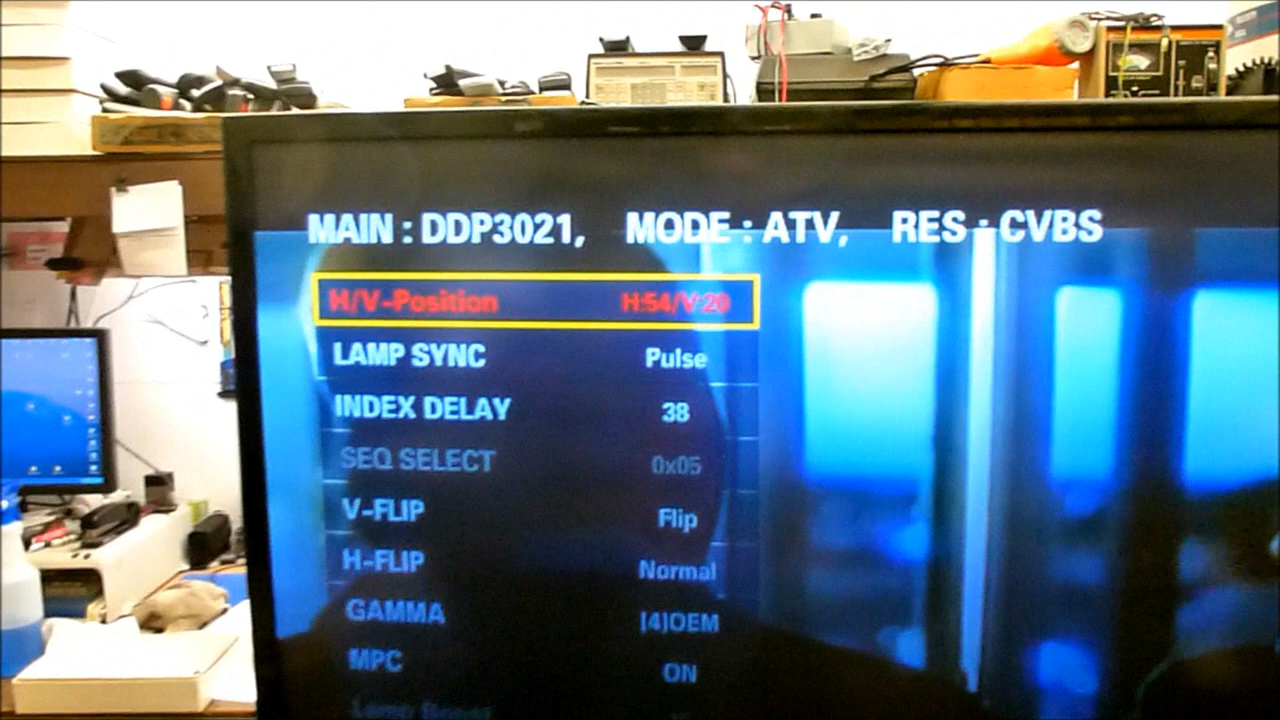 MAIN : DDP3021, MODE : ATV, RES : CVBS
H/V-Position H:54/V:20
LAMP SYNC Pulse
INDEX DELAY 38
SEQ SELECT 0x05
V-FLIP Flip
H-FLIP Normal
GAMMA [4]OEM
MPC ON